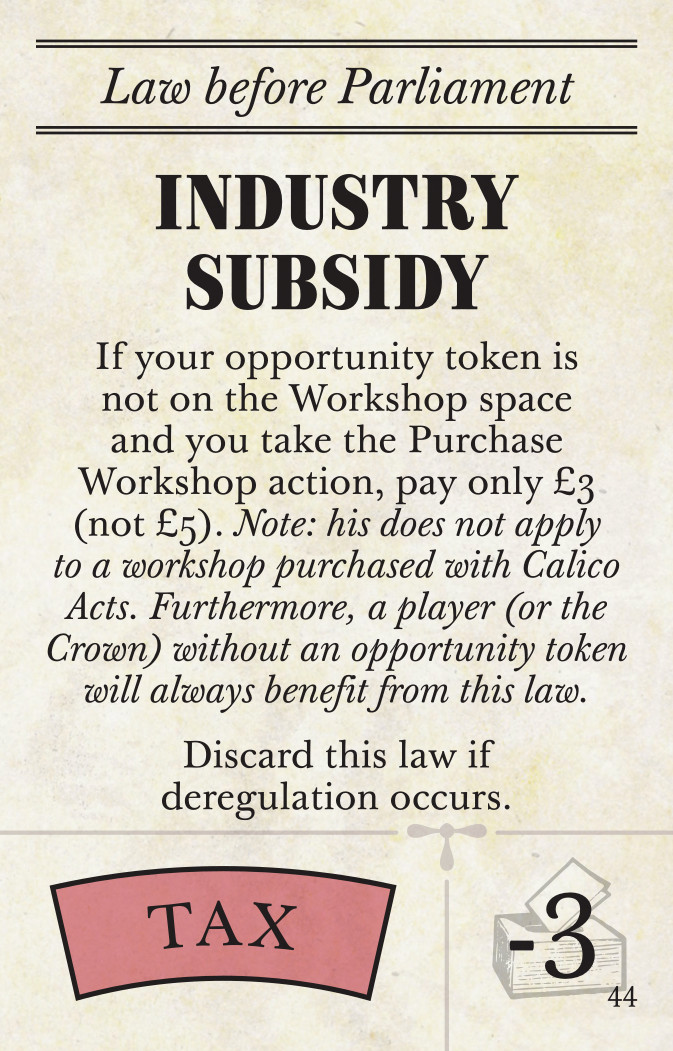 Law before Parliament
INDUSTRY
SUBSIDY
If your opportunity token is
not on the Workshop space
and you take the Purchase
Workshop action, pay only £3
(not £5). Note: his does not apply
to a workshop purchased with Calico
Acts. Furthermore, a player (or the
Crown) without an opportunity token
will always benefit from this law.
Discard this law if
deregulation occurs.
TAX
-3
44